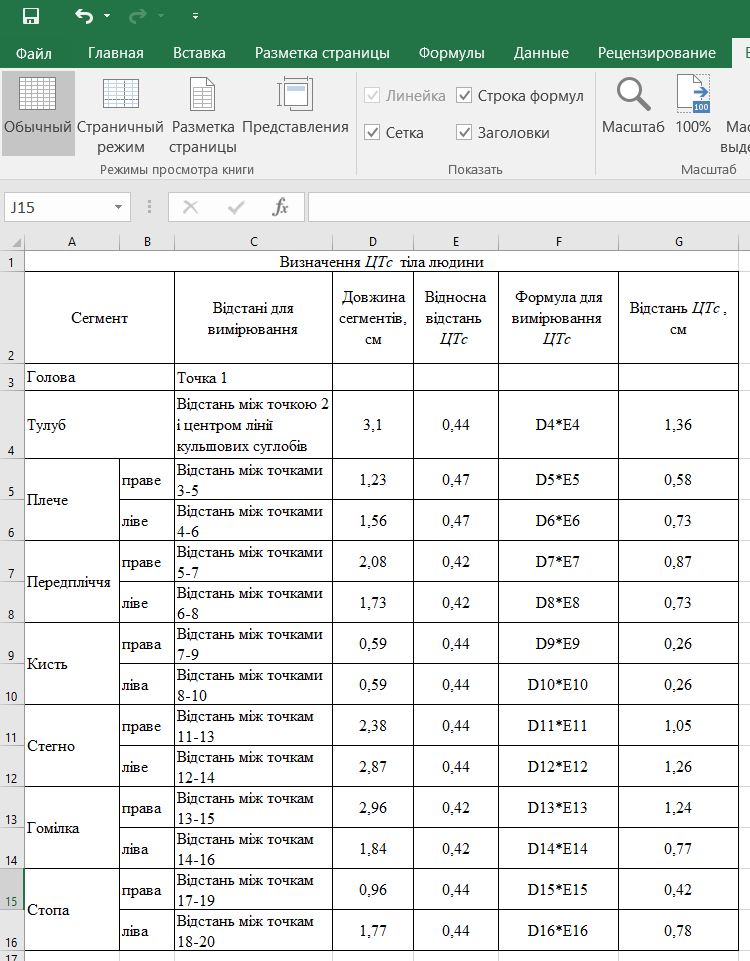 Файл Главная Вставка Разметка страницы Формулы Данные Рецензирование
Обычный Страничный режим Разметка страницы Представления
Линейка Строка формул
Сетка Заголовки
Масштаб 100%
100
Режимы просмотра книги Показать Масштаб
J15 fx
A B C D E F G
1 Визначення ЦТс тіла людини
2 Сегмент Відстані для вимірювання Довжина сегментів, см Відносна відстань ЦТс Формула для вимірювання ЦТс Відстань ЦТс , см
3 Голова Точка 1
4 Тулуб Відстань між точкою 2 і центром лінії кульшових суглобів 3,1 0,44 D4*E4 1,36
5 Плече праве Відстань між точками 3-5 1,23 0,47 D5*E5 0,58
6 ліве Відстань між точками 4-6 1,56 0,47 D6*E6 0,73
7 Передпліччя праве Відстань між точками 5-7 2,08 0,42 D7*E7 0,87
8 ліве Відстань між точками 6-8 1,73 0,42 D8*E8 0,73
9 Кисть права Відстань між точками 7-9 0,59 0,44 D9*E9 0,26
10 ліва Відстань між точками 8-10 0,59 0,44 D10*E10 0,26
11 Стегно праве Відстань між точкам 11-13 2,38 0,44 D11*E11 1,05
12 ліве Відстань між точкам 12-14 2,87 0,44 D12*E12 1,26
13 Гомілка права Відстань між точкам 13-15 2,96 0,42 D13*E13 1,24
14 ліва Відстань між точкам 14-16 1,84 0,42 D14*E14 0,77
15 Стопа права Відстань між точкам 17-19 0,96 0,44 D15*E15 0,42
16 ліва Відстань між точкам 18-20 1,77 0,44 D16*E16 0,78
17